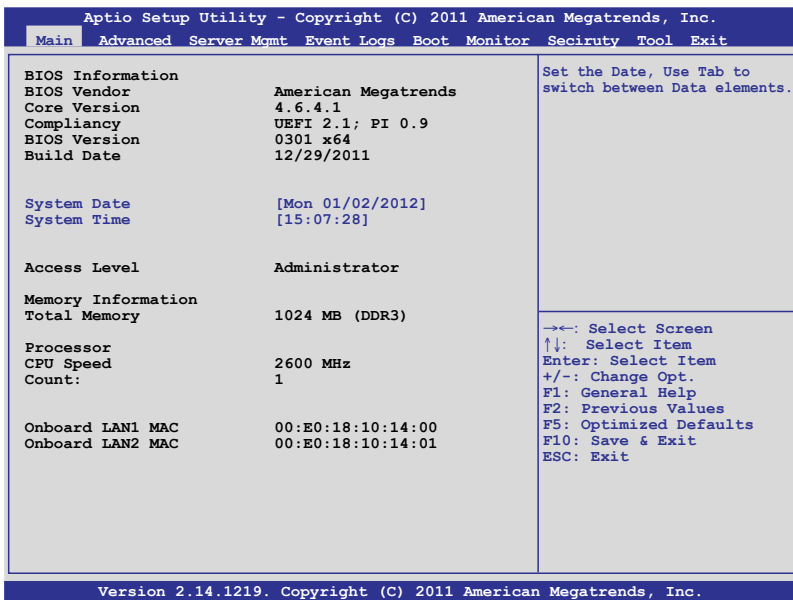 Aptio Setup Utility - Copyright (C) 2011 American Megatrends, Inc.
Main Advanced Server Mgmt Event Logs Boot Monitor Seciruty Tool Exit
BIOS Information
BIOS Vendor American Megatrends
Core Version 4.6.4.1
Compliancy UEFI 2.1; PI 0.9
BIOS Version 0301 x64
Build Date 12/29/2011
System Date [Mon 01/02/2012]
System Time [15:07:28]
Access Level Administrator
Memory Information
Total Memory 1024 MB (DDR3)
Processor
CPU Speed 2600 MHz
Count: 1
Onboard LAN1 MAC 00:E0:18:10:14:00
Onboard LAN2 MAC 00:E0:18:10:14:01
Set the Date, Use Tab to
switch between Data elements.
→←: Select Screen
↑↓: Select Item
Enter: Select Item
+/-: Change Opt.
F1: General Help
F2: Previous Values
F5: Optimized Defaults
F10: Save & Exit
ESC: Exit
Version 2.14.1219. Copyright (C) 2011 American Megatrends, Inc.